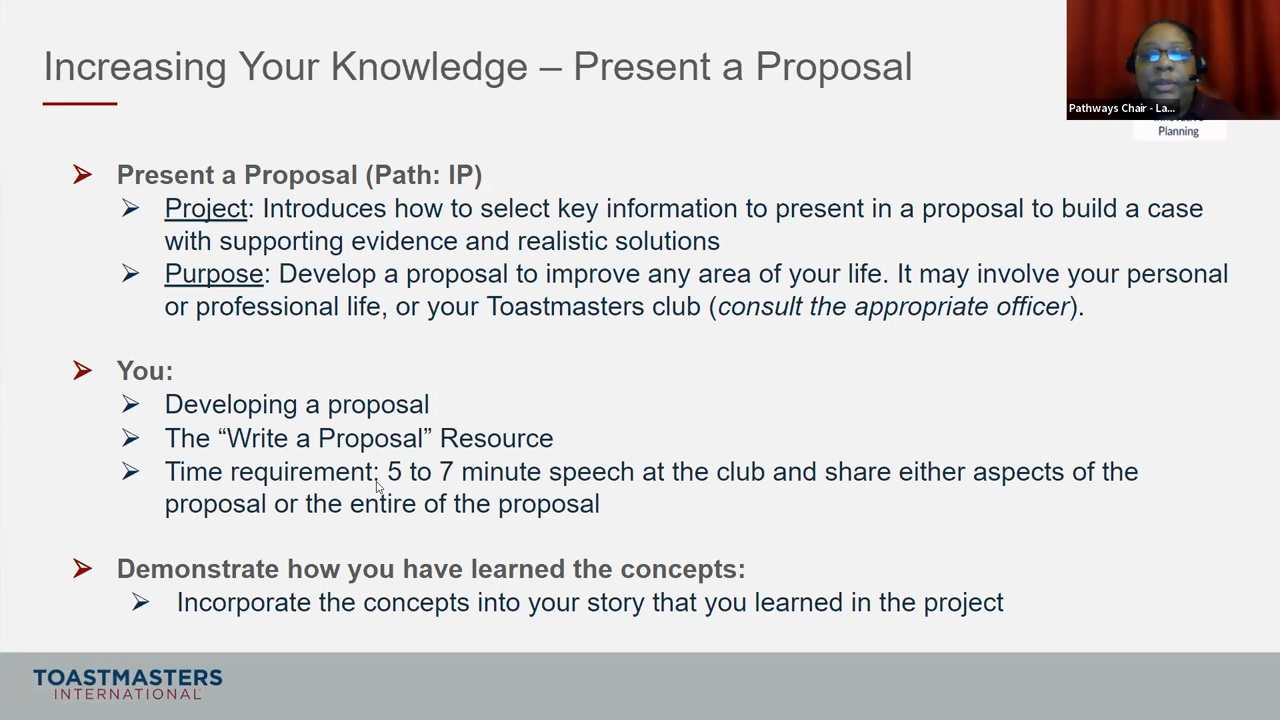 Increasing Your Knowledge – Present a Proposal
Pathways Chair - La...
Planning
➢ Present a Proposal (Path: IP)
➢ Project: Introduces how to select key information to present in a proposal to build a case
with supporting evidence and realistic solutions
➢ Purpose: Develop a proposal to improve any area of your life. It may involve your personal
or professional life, or your Toastmasters club (consult the appropriate officer).
➢ You:
➢ Developing a proposal
➢ The “Write a Proposal” Resource
➢ Time requirement: 5 to 7 minute speech at the club and share either aspects of the
proposal or the entire of the proposal
➢ Demonstrate how you have learned the concepts:
➢ Incorporate the concepts into your story that you learned in the project
TOASTMASTERS
INTERNATIONAL